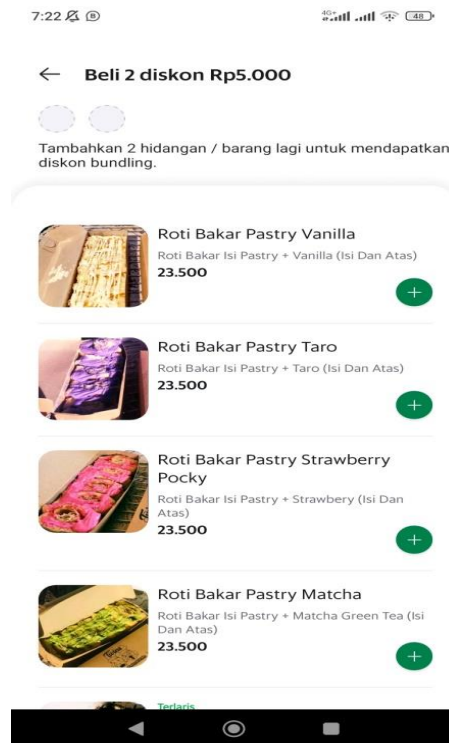 7:22
4G+
48
Beli 2 diskon Rp5.000
Tambahkan 2 hidangan / barang lagi untuk mendapatkan
diskon bundling.
Roti Bakar Pastry Vanilla
Roti Bakar Isi Pastry + Vanilla (Isi Dan Atas)
23.500
Roti Bakar Pastry Taro
Roti Bakar Isi Pastry + Taro (Isi Dan Atas)
23.500
Roti Bakar Pastry Strawberry
Pocky
Roti Bakar Isi Pastry + Strawbery (Isi Dan
Atas)
23.500
Roti Bakar Pastry Matcha
Roti Bakar Isi Pastry + Matcha Green Tea (Isi
Dan Atas)
23.500
Terlaris